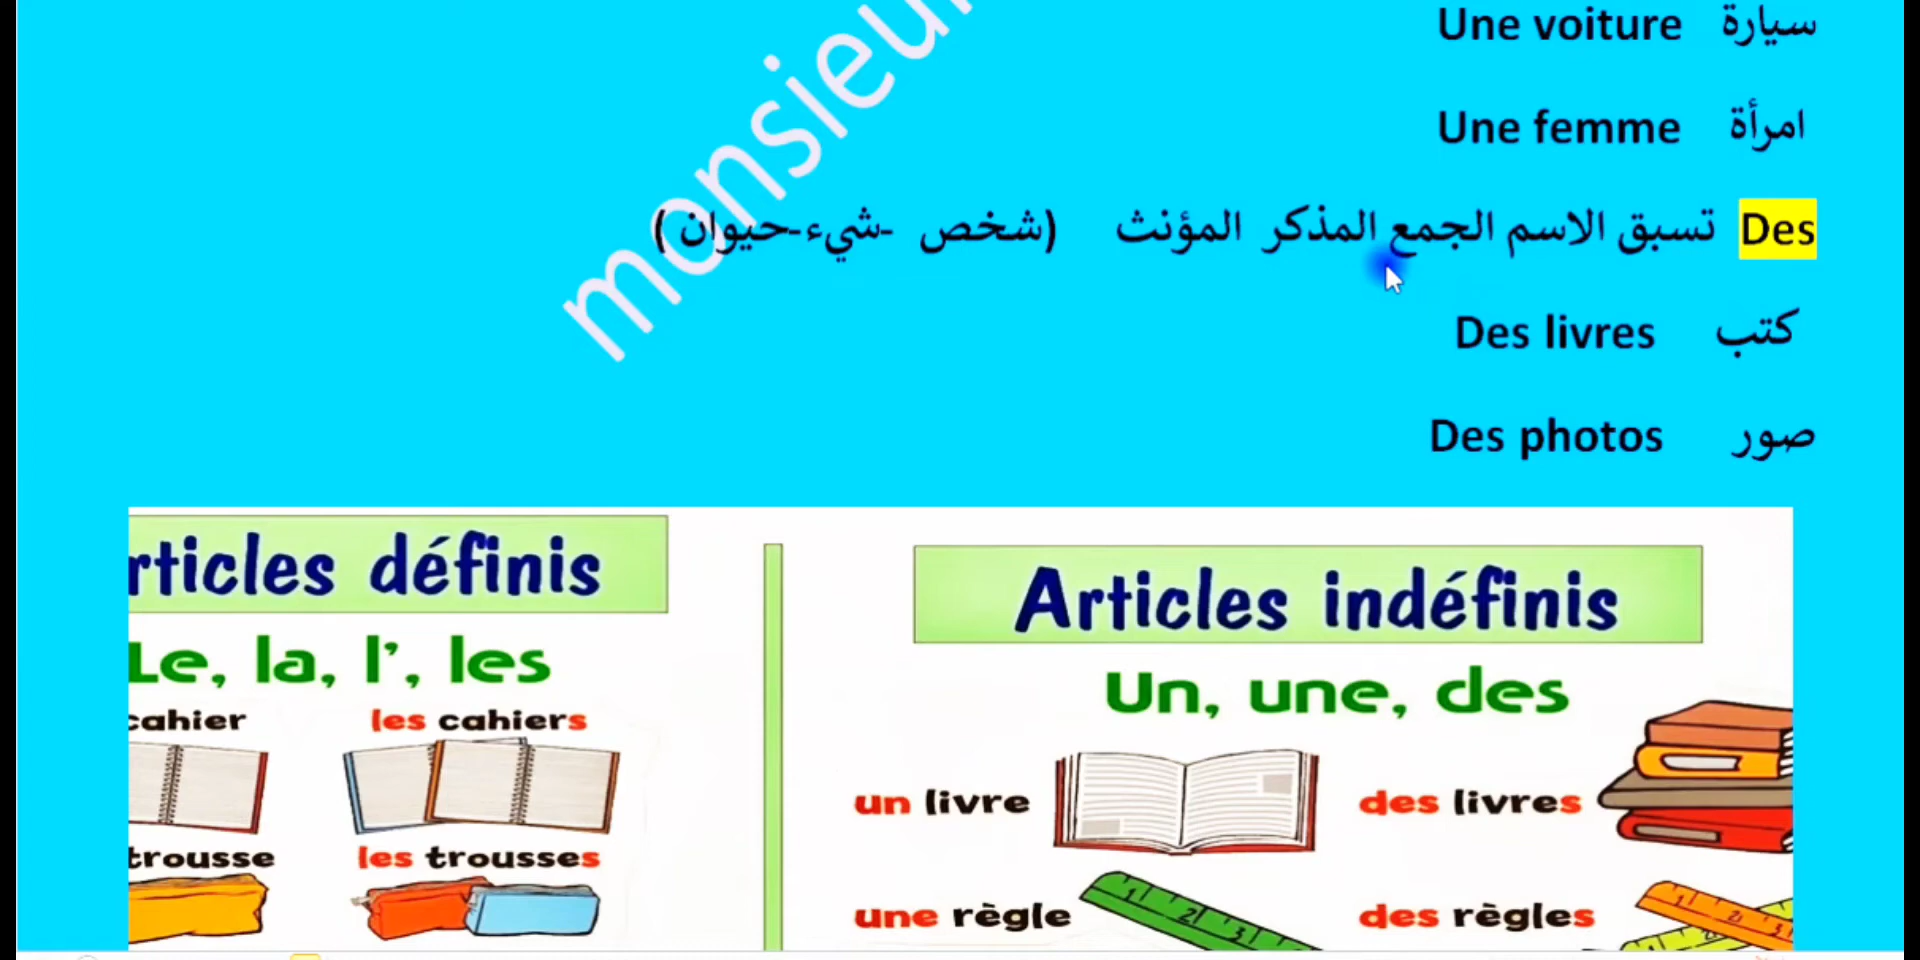 Une voiture سيارة
Une femme امرأة
Des تسبق الاسم الجمع المذكر المؤنث (شخص -شيء-حيوان )
Des livres كتب
Des photos صور
monsieur
rticles définis
Le, la, l', les
cahier les cahiers
trousse les trousses
Articles indéfinis
Un, une, des
un livre des livres
une règle des règles